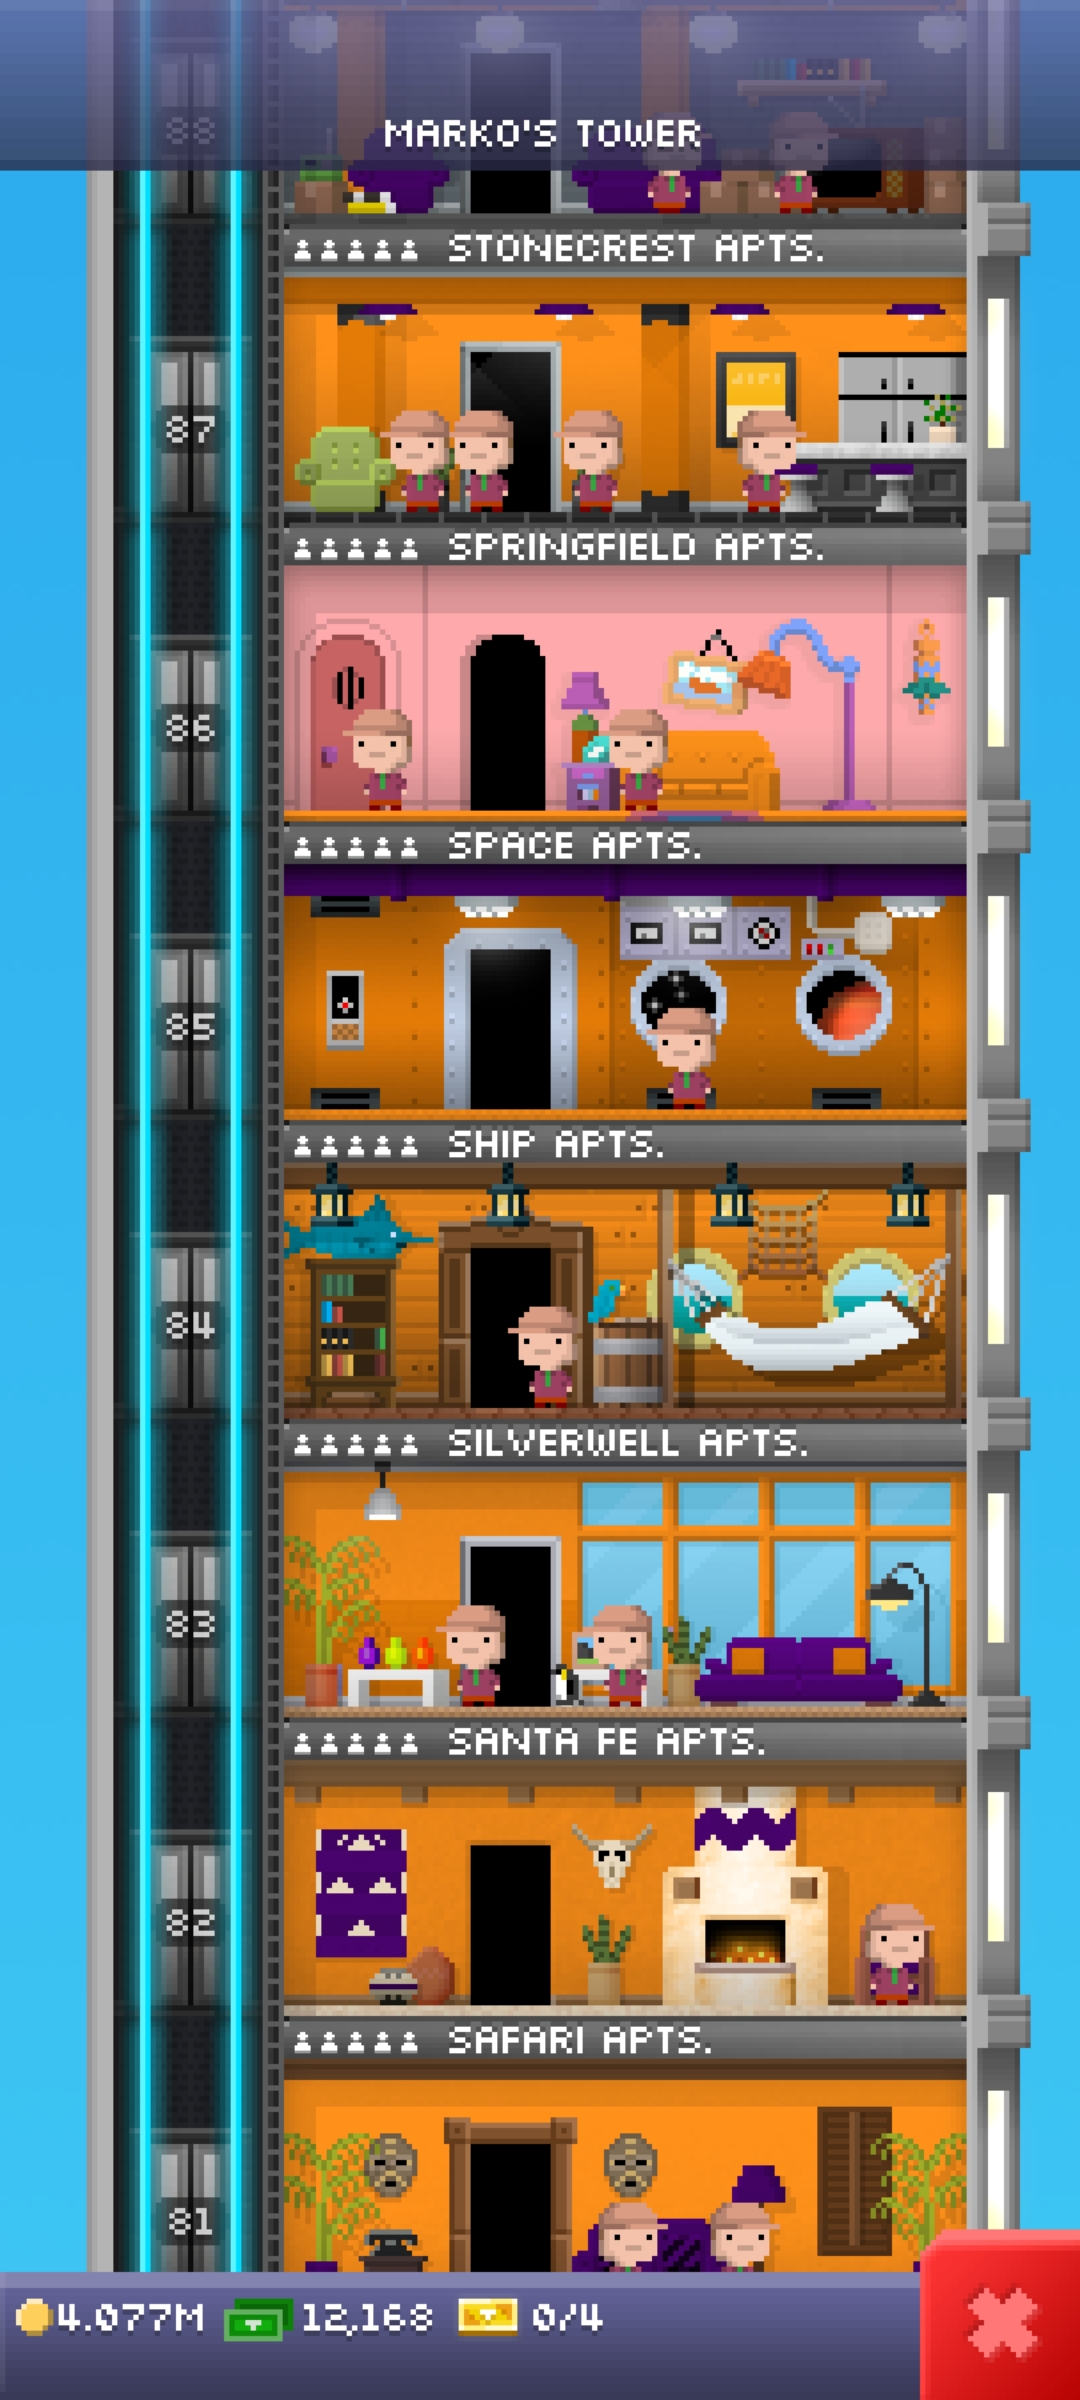 MARKO'S TOWER
88
STONECREST APTS.
87
SPRINGFIELD APTS.
86
SPACE APTS.
85
SHIP APTS.
84
SILVERWELL APTS.
83
SANTA FE APTS.
82
SAFARI APTS.
81
4.077M 12,168 0/4